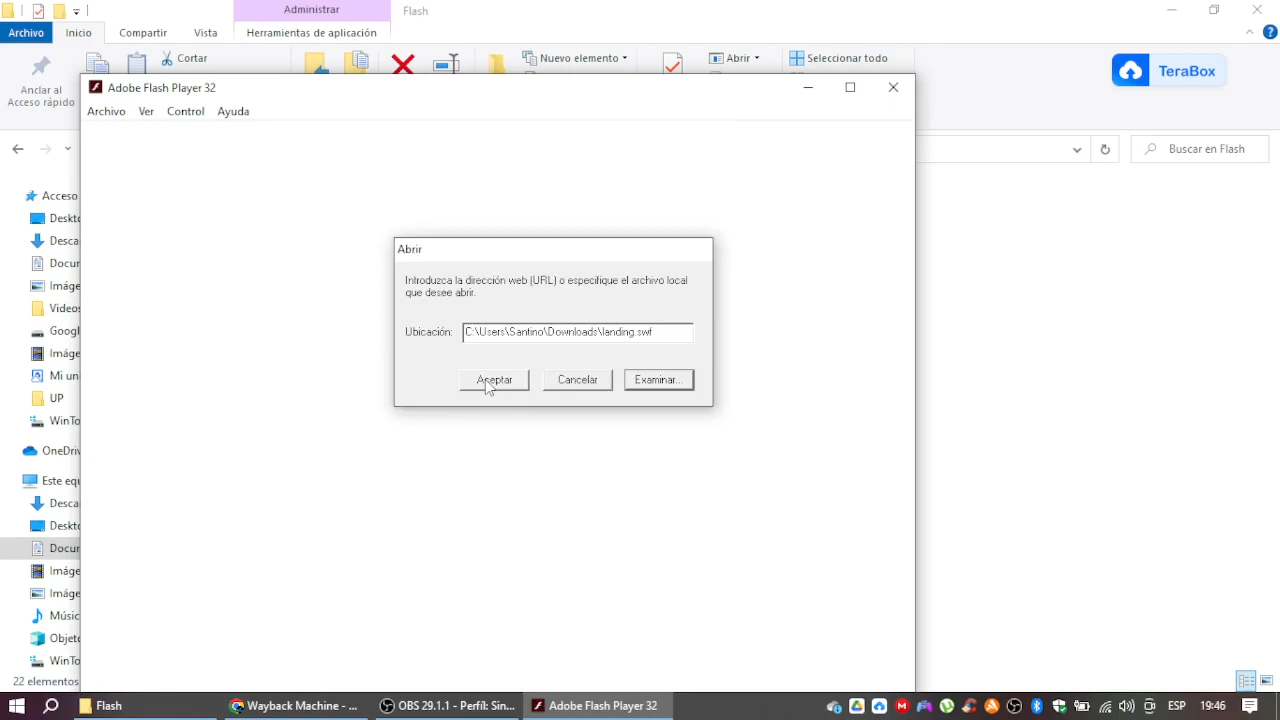 Administrar
Flash
Archivo
Inicio
Compartir
Vista
Herramientas de aplicación
Cortar
Nuevo elemento
Abrir
Seleccionar todo
Anclar al
Acceso rápido
TeraBox
Adobe Flash Player 32
Archivo
Ver
Control
Ayuda
Buscar en Flash
Acceso
Deskto
Desca
Docur
Imáge
Videos
Googl
Imáge
Mi un
UP
WinTo
OneDriv
Este equ
Desca
Deskto
Docur
Imáge
Imáge
Músic
Objeto
WinTo
Abrir
Introduzca la dirección web (URL) o especifique el archivo local
que desee abrir.
Ubicación:
C:\Users\Santino\Downloads\landing.swf
Aceptar
Cancelar
Examinar...
22 elementos
Flash
Wayback Machine - ...
OBS 29.1.1 - Perfil: Sin...
Adobe Flash Player 32
ESP
19:46